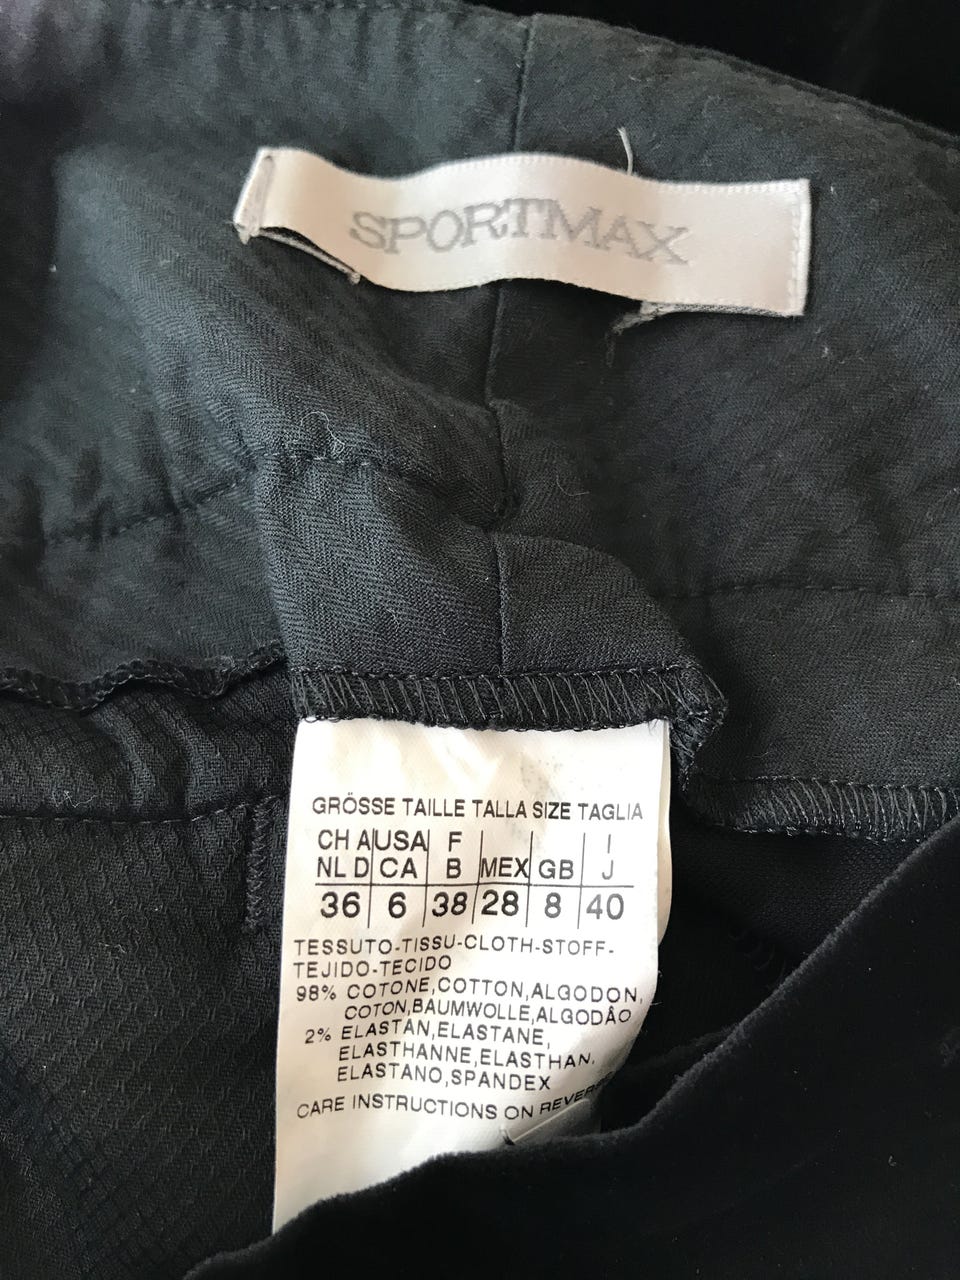 SPORTMAX
GRÖSSE TAILLE TALLA SIZE TAGLIA
CH A USA F I
NL D CA B MEX GB J
36 6 38 28 8 40
TESSUTO-TISSU-CLOTH-STOFF-
TEJIDO-TECIDO
98% COTONE,COTTON,ALGODON,
COTON,BAUMWOLLE,ALGODÂO
2% ELASTAN,ELASTANE,
ELASTHANNE,ELASTHAN,
ELASTANO,SPANDEX
CARE INSTRUCTIONS ON